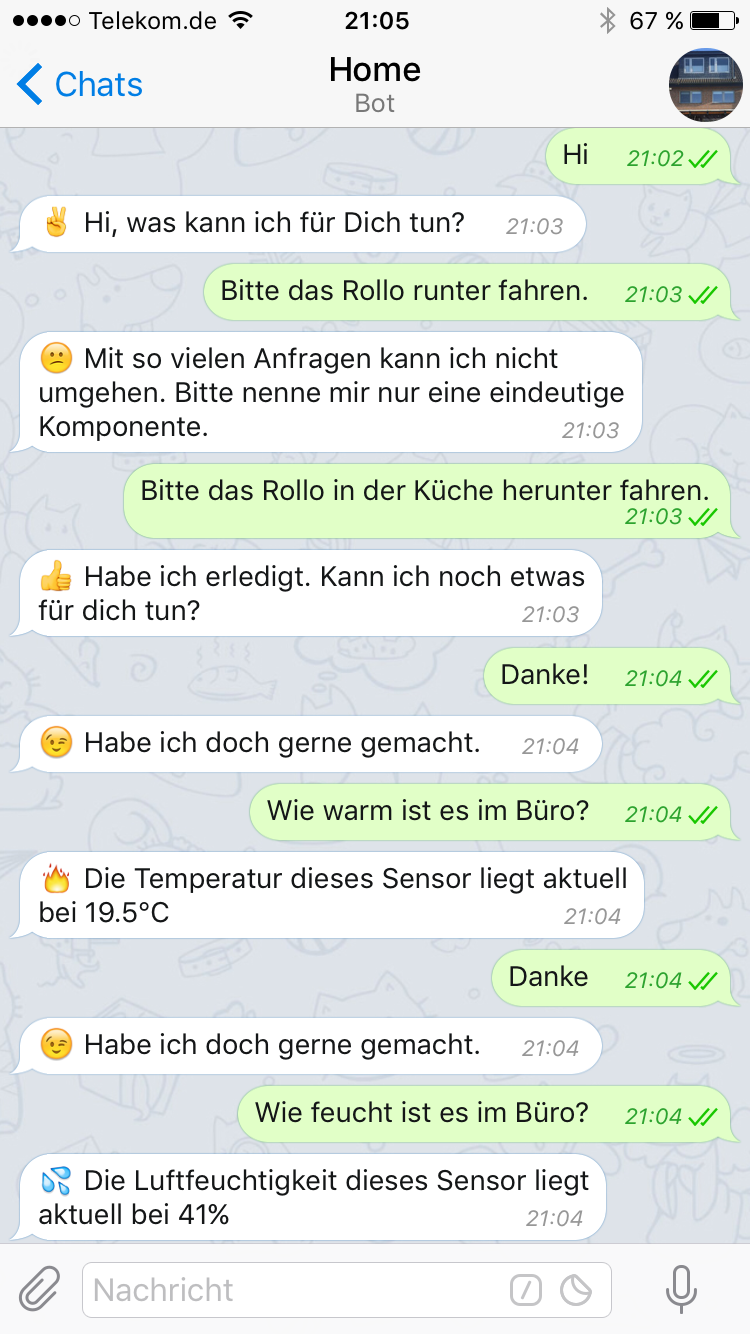 Telekom.de 21:05 67 %
Chats Home
Bot
Hi 21:02
✌️ Hi, was kann ich für Dich tun? 21:03
Bitte das Rollo runter fahren. 21:03
😕 Mit so vielen Anfragen kann ich nicht
umgehen. Bitte nenne mir nur eine eindeutige
Komponente. 21:03
Bitte das Rollo in der Küche herunter fahren.
21:03
👍 Habe ich erledigt. Kann ich noch etwas
für dich tun? 21:03
Danke! 21:04
😉 Habe ich doch gerne gemacht. 21:04
Wie warm ist es im Büro? 21:04
🔥 Die Temperatur dieses Sensor liegt aktuell
bei 19.5°C 21:04
Danke 21:04
😉 Habe ich doch gerne gemacht. 21:04
Wie feucht ist es im Büro? 21:04
💦 Die Luftfeuchtigkeit dieses Sensor liegt
aktuell bei 41% 21:04
Nachricht